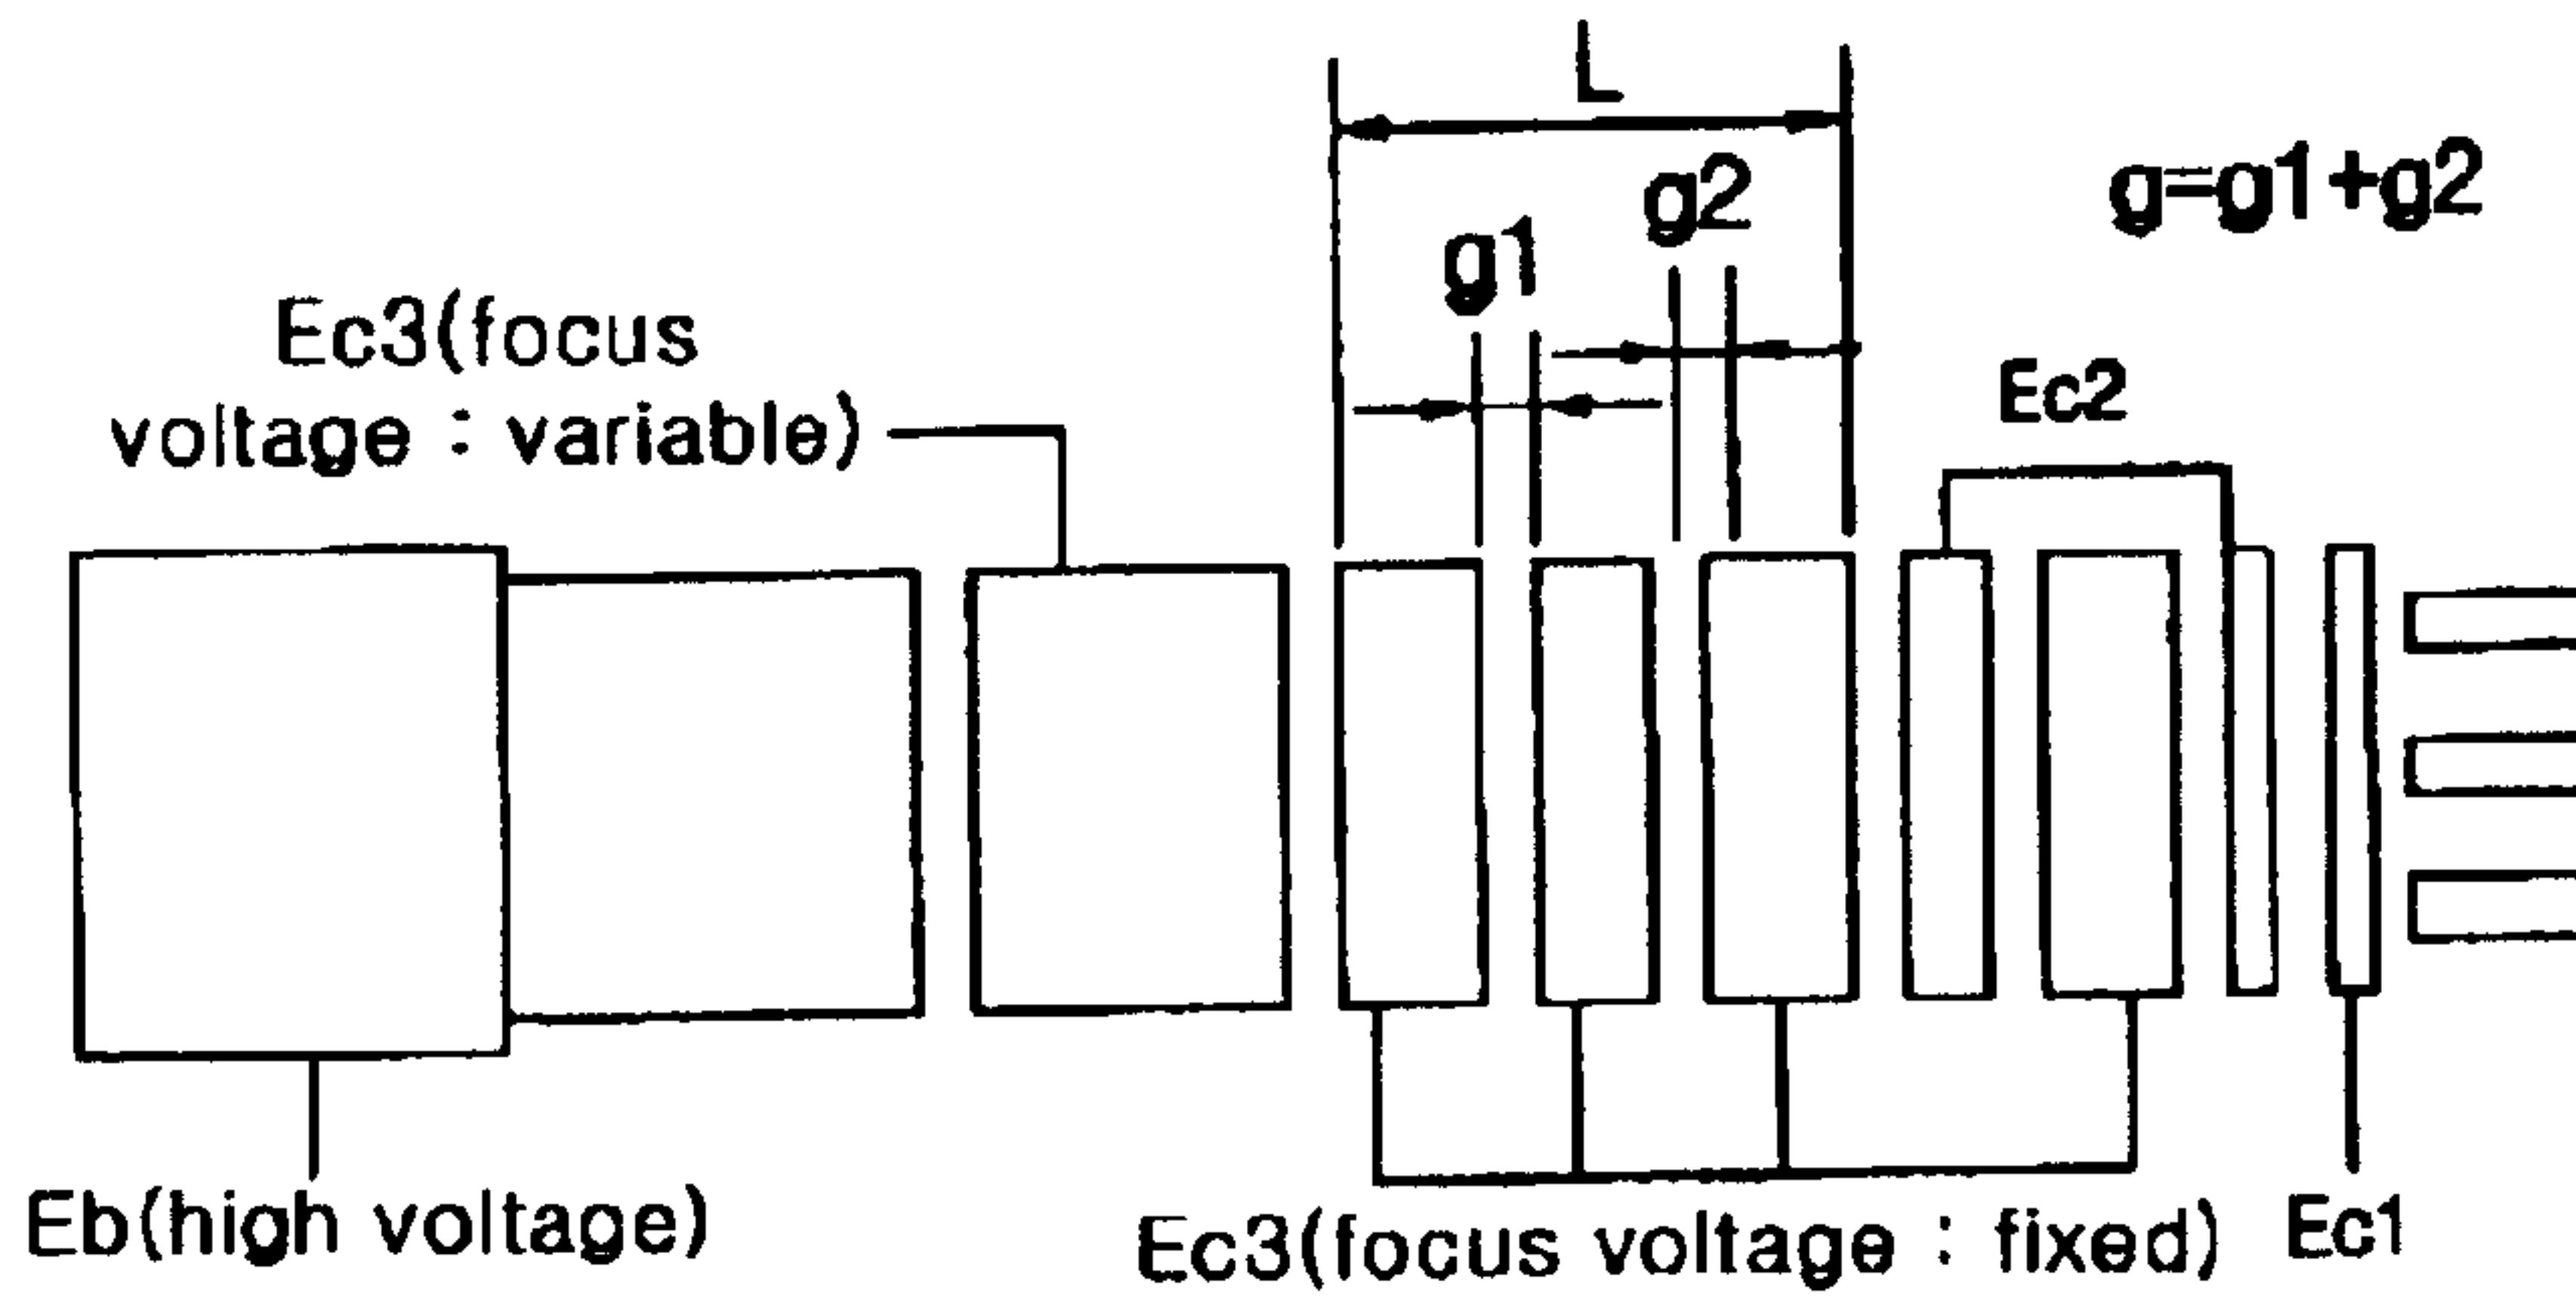 L
g2
g=g1+g2
g1
Ec3(focus
voltage : variable)
Ec2
Eb(high voltage)
Ec3(focus voltage : fixed)
Ec1